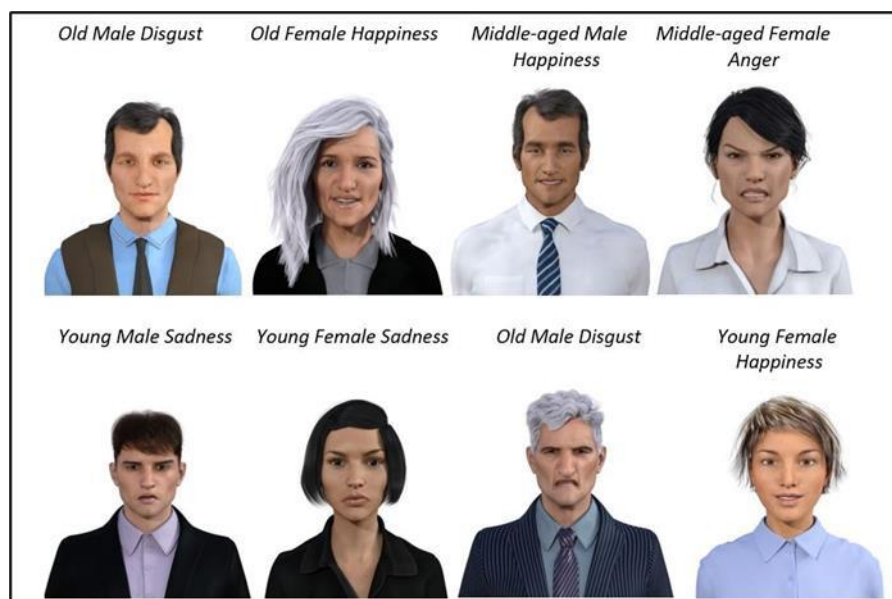 Old Male Disgust
Old Female Happiness
Middle-aged Male
Happiness
Middle-aged Female
Anger
Young Male Sadness
Young Female Sadness
Old Male Disgust
Young Female
Happiness